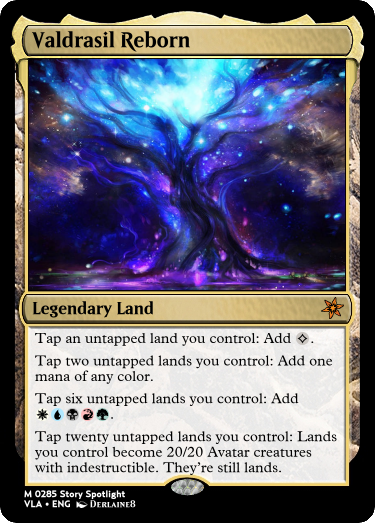 Valdrasil Reborn
Legendary Land
Tap an untapped land you control: Add .
Tap two untapped lands you control: Add one
mana of any color.
Tap six untapped lands you control: Add
.
Tap twenty untapped lands you control: Lands
you control become 20/20 Avatar creatures
with indestructible. They're still lands.
M 0285 Story Spotlight
VLA • ENG Derlaine8